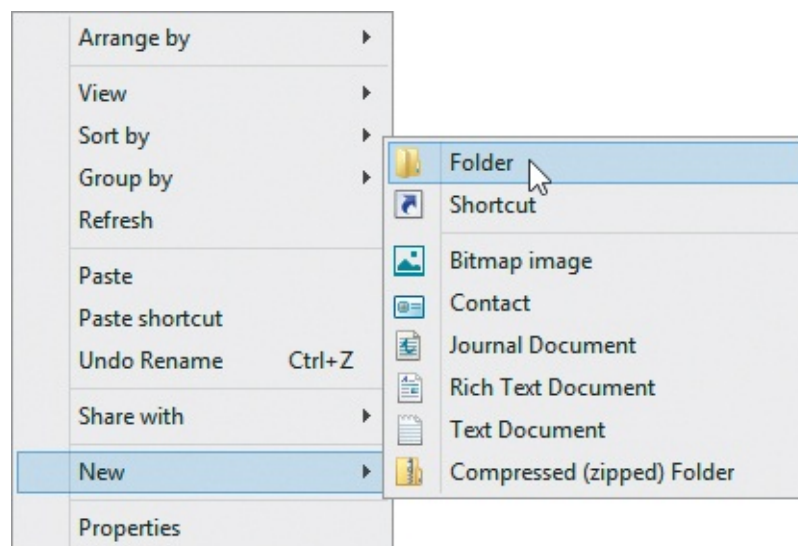 Arrange by
View
Sort by
Group by
Refresh
Paste
Paste shortcut
Undo Rename Ctrl+Z
Share with
New
Properties
Folder
Shortcut
Bitmap image
Contact
Journal Document
Rich Text Document
Text Document
Compressed (zipped) Folder